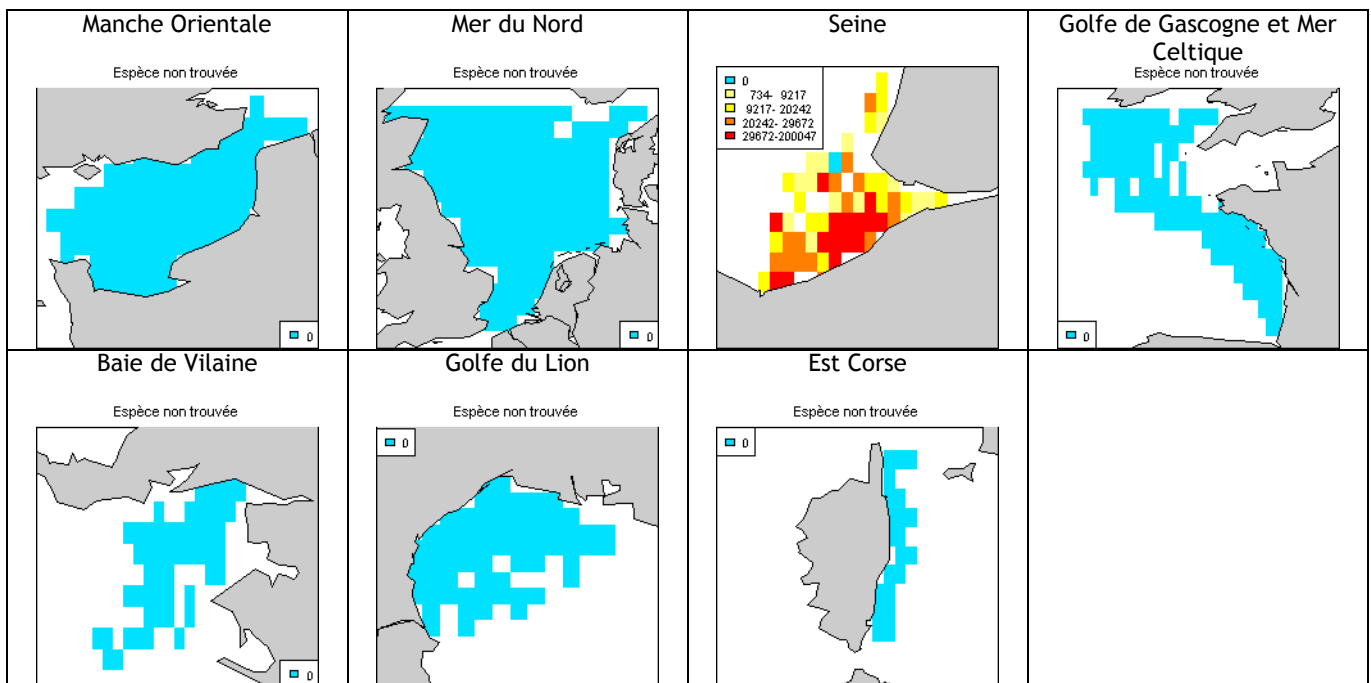 Manche Orientale
Espèce non trouvée
0
Mer du Nord
Espèce non trouvée
0
Seine
0
734- 9217
9217- 20242
20242- 29672
29672-200047
Golfe de Gascogne et Mer
Celtique
Espèce non trouvée
0
Baie de Vilaine
Espèce non trouvée
0
Golfe du Lion
Espèce non trouvée
0
Est Corse
Espèce non trouvée
0